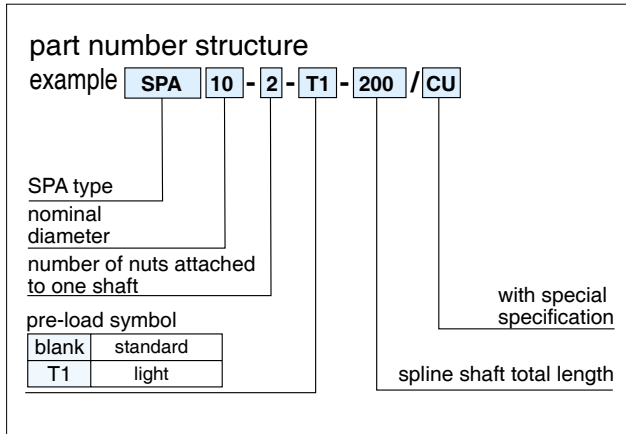 part number structure
example SPA 10 - 2 - T1 - 200 / CU
SPA type
nominal
diameter
number of nuts attached
to one shaft
pre-load symbol
blank standard
T1 light
with special
specification
spline shaft total length